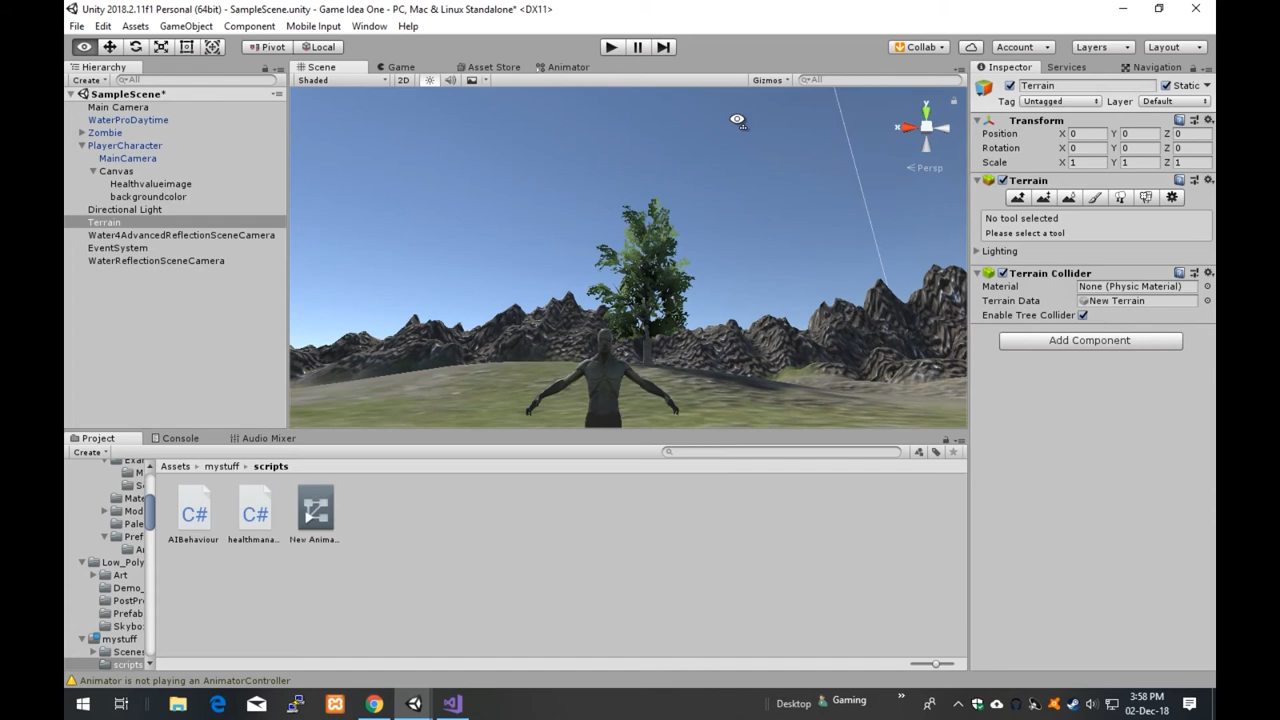 Unity 2018.2.11f1 Personal (64bit) - SampleScene.unity - Game Idea One - PC, Mac & Linux Standalone* <DX11>
File Edit Assets GameObject Component Mobile Input Window Help
Pivot Local Collab Account Layers Layout
Hierarchy Scene Game Asset Store Animator Inspector Services Navigation
Create All Shaded 2D Gizmos All
SampleScene*
Main Camera
WaterProDaytime
Zombie
PlayerCharacter
MainCamera
Canvas
Healthvalueimage
backgroundcolor
Directional Light
Terrain
Water4AdvancedReflectionSceneCamera
EventSystem
WaterReflectionSceneCamera
y
x
Persp
Terrain Static
Tag Untagged Layer Default
Transform
Position X 0 Y 0 Z 0
Rotation X 0 Y 0 Z 0
Scale X 1 Y 1 Z 1
Terrain
No tool selected
Please select a tool
Lighting
Terrain Collider
Material None (Physic Material)
Terrain Data New Terrain
Enable Tree Collider
Add Component
Project Console Audio Mixer
Create
Assets mystuff scripts
M
S
Mate
Mod
Pale
Pref
Low_Poly
Art
Demo_
PostPr
Prefab
Skybo
mystuff
Scene
scripts
C# C#
AIBehaviour healthmana... New Anima...
Animator is not playing an AnimatorController
Desktop Gaming
3:58 PM
02-Dec-18